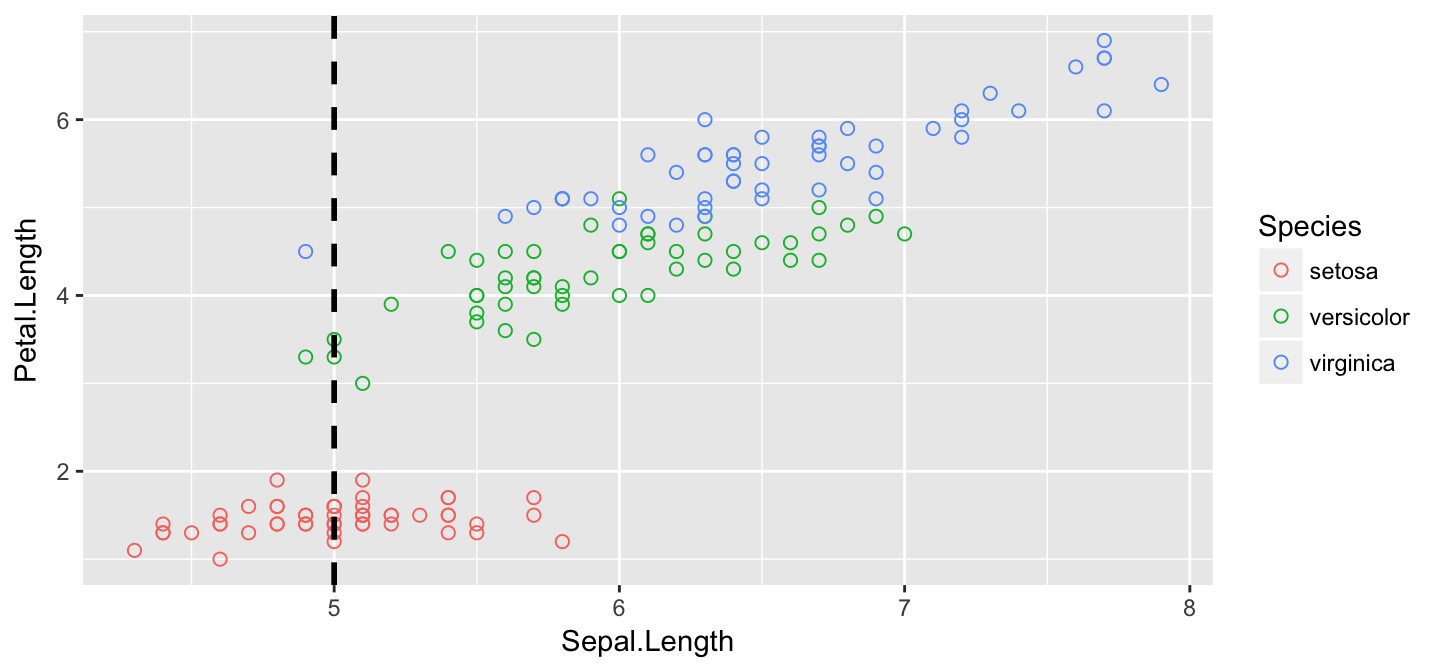 Petal.Length
6
4
2
5 6 7 8
Sepal.Length
Species
setosa
versicolor
virginica